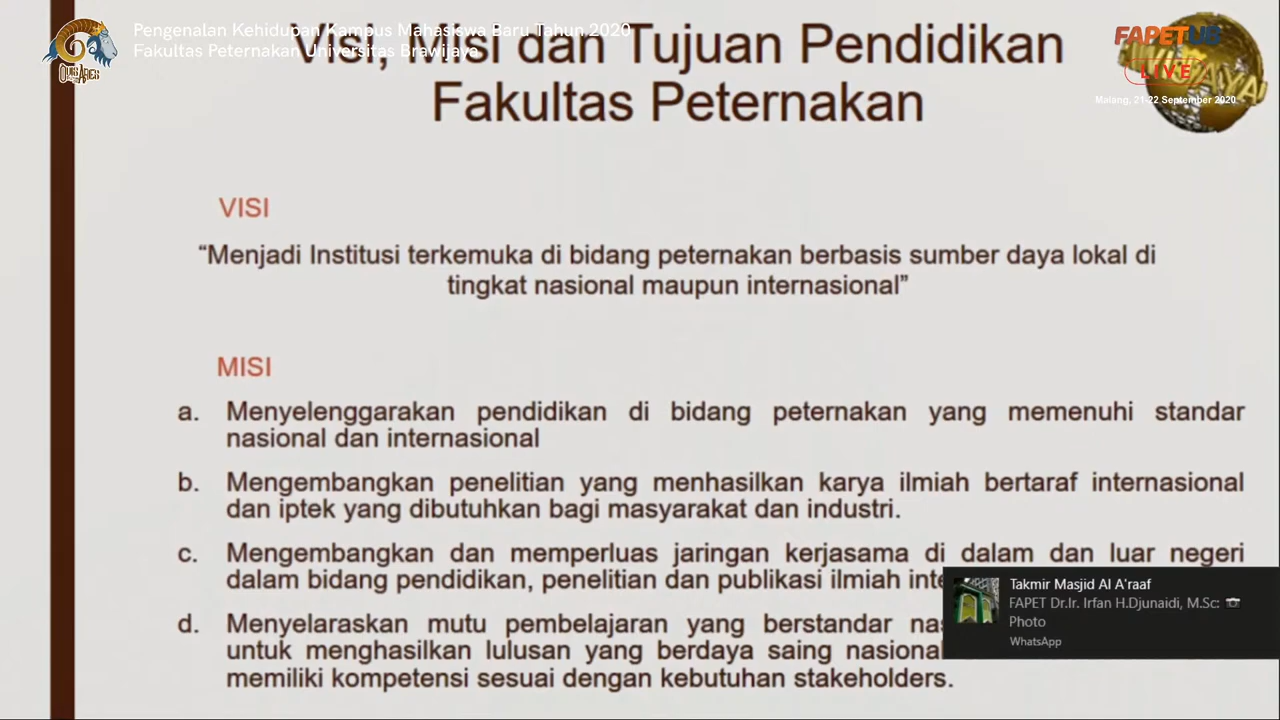 Pengenalan Kehidupan Kampus Mahasiswa Baru Tahun 2020
Fakultas Peternakan Universitas Brawijaya
Visi, Misi dan Tujuan Pendidikan
Fakultas Peternakan
FAPETUB
LIVE
Malang, 21-22 September 2020
VISI
“Menjadi Institusi terkemuka di bidang peternakan berbasis sumber daya lokal di
tingkat nasional maupun internasional”
MISI
a. Menyelenggarakan pendidikan di bidang peternakan yang memenuhi standar
nasional dan internasional
b. Mengembangkan penelitian yang menhasilkan karya ilmiah bertaraf internasional
dan iptek yang dibutuhkan bagi masyarakat dan industri.
c. Mengembangkan dan memperluas jaringan kerjasama di dalam dan luar negeri
dalam bidang pendidikan, penelitian dan publikasi ilmiah
d. Menyelaraskan mutu pembelajaran yang berstandar
untuk menghasilkan lulusan yang berdaya saing nasional
memiliki kompetensi sesuai dengan kebutuhan stakeholders.
Takmir Masjid Al A'raaf
FAPET Dr.Ir. Irfan H.Djunaidi, M.Sc: 📷
Photo
WhatsApp